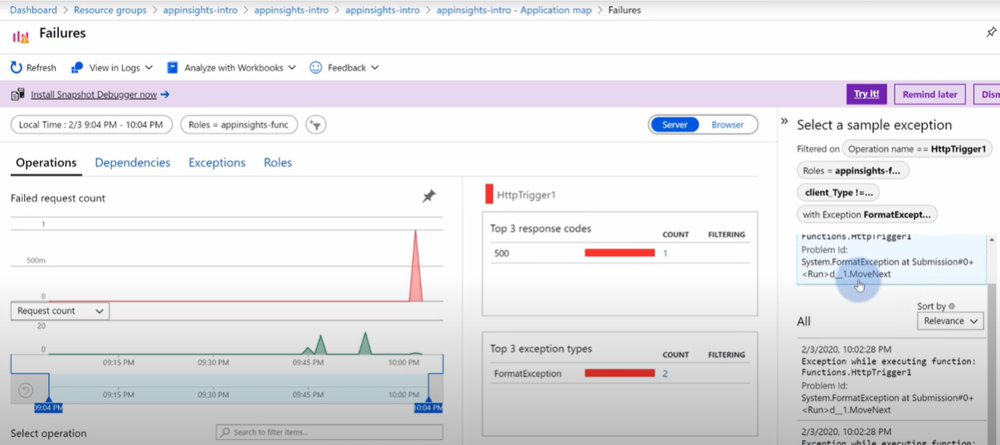 Dashboard > Resource groups > appinsights-intro > appinsights-intro > appinsights-intro > appinsights-intro - Application map > Failures
Failures
Refresh View in Logs Analyze with Workbooks Feedback
Install Snapshot Debugger now → Try it! Remind later Dism
Local Time : 2/3 9:04 PM - 10:04 PM Roles = appinsights-func Server Browser
Operations Dependencies Exceptions Roles
Failed request count
1
500m
0
Request count
20
0
09:15 PM 09:30 PM 09:45 PM 10:00 PM
09:15 PM 09:30 PM 09:45 PM 10:00 PM
09:04 PM 10:04 PM
Select operation Search to filter items...
HttpTrigger1
Top 3 response codes COUNT FILTERING
500 1
Top 3 exception types COUNT FILTERING
FormatException 2
» Select a sample exception
Filtered on Operation name == HttpTrigger1
Roles = appinsights-f...
client_Type !=...
with Exception FormatExcept...
Functions.HttpTrigger1
Problem Id:
System.FormatException at Submission#0+
<Run>d__1.MoveNext
Sort by
All Relevance
2/3/2020, 10:02:28 PM
Exception while executing function:
Functions.HttpTrigger1
Problem Id:
System.FormatException at Submission#0+
<Run>d__1.MoveNext
2/3/2020, 10:02:28 PM
Exception while executing function: